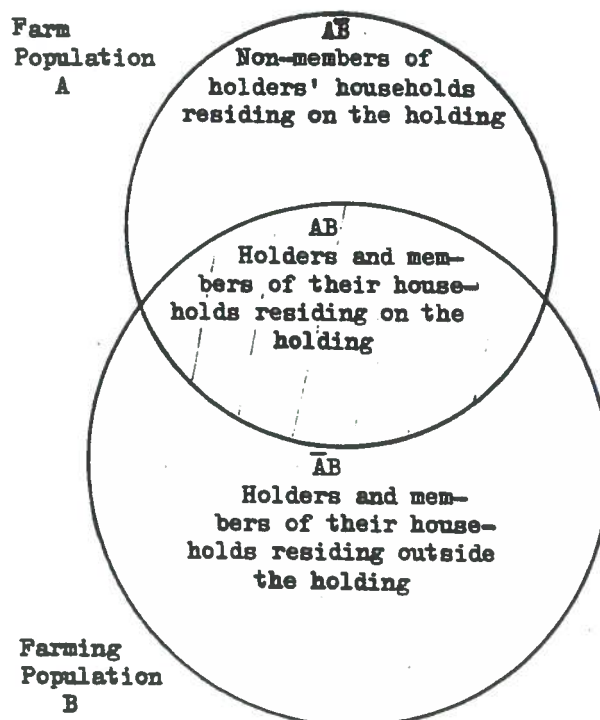 Farm
Population
A
AB̅
Non-members of
holders' households
residing on the holding
AB
Holders and mem-
bers of their house-
holds residing on the
holding
A̅B
Holders and mem-
bers of their house-
holds residing outside
the holding
Farming
Population
B